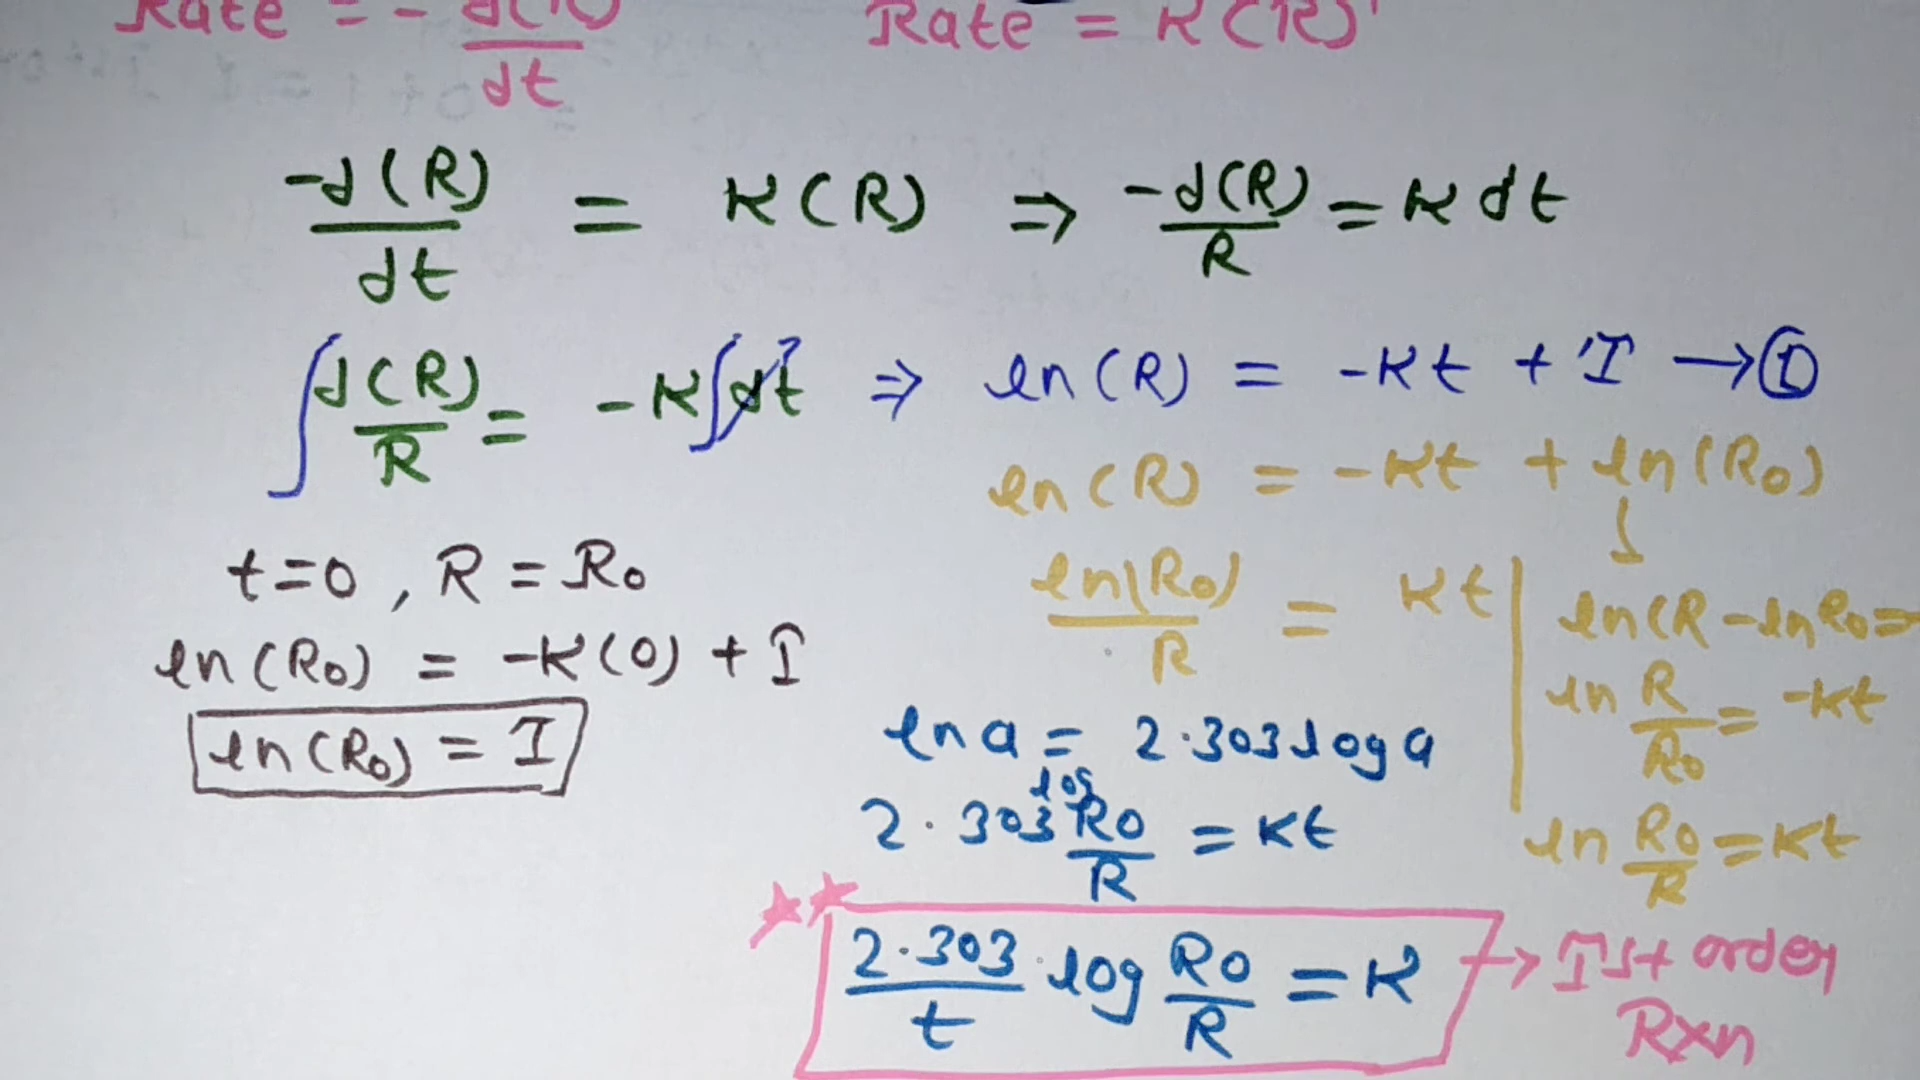 Rate = - d(R)/dt   Rate = K(R)¹
-d(R)/dt = K(R) ⇒ -d(R)/R = K dt
∫d(R)/R = -K∫dt ⇒ ln(R) = -Kt + I → ①
ln(R) = -Kt + ln(R₀)
t=0, R = R₀
ln(R₀) = -K(0) + I
ln(R₀) = I
ln(R₀)/R = Kt
ln(R - lnR₀=
ln R/R₀ = -Kt
ln R₀/R = Kt
ln a = 2.303 log a
2.303 log R₀/R = Kt
2.303/t log R₀/R = K → Ist order
Rxn